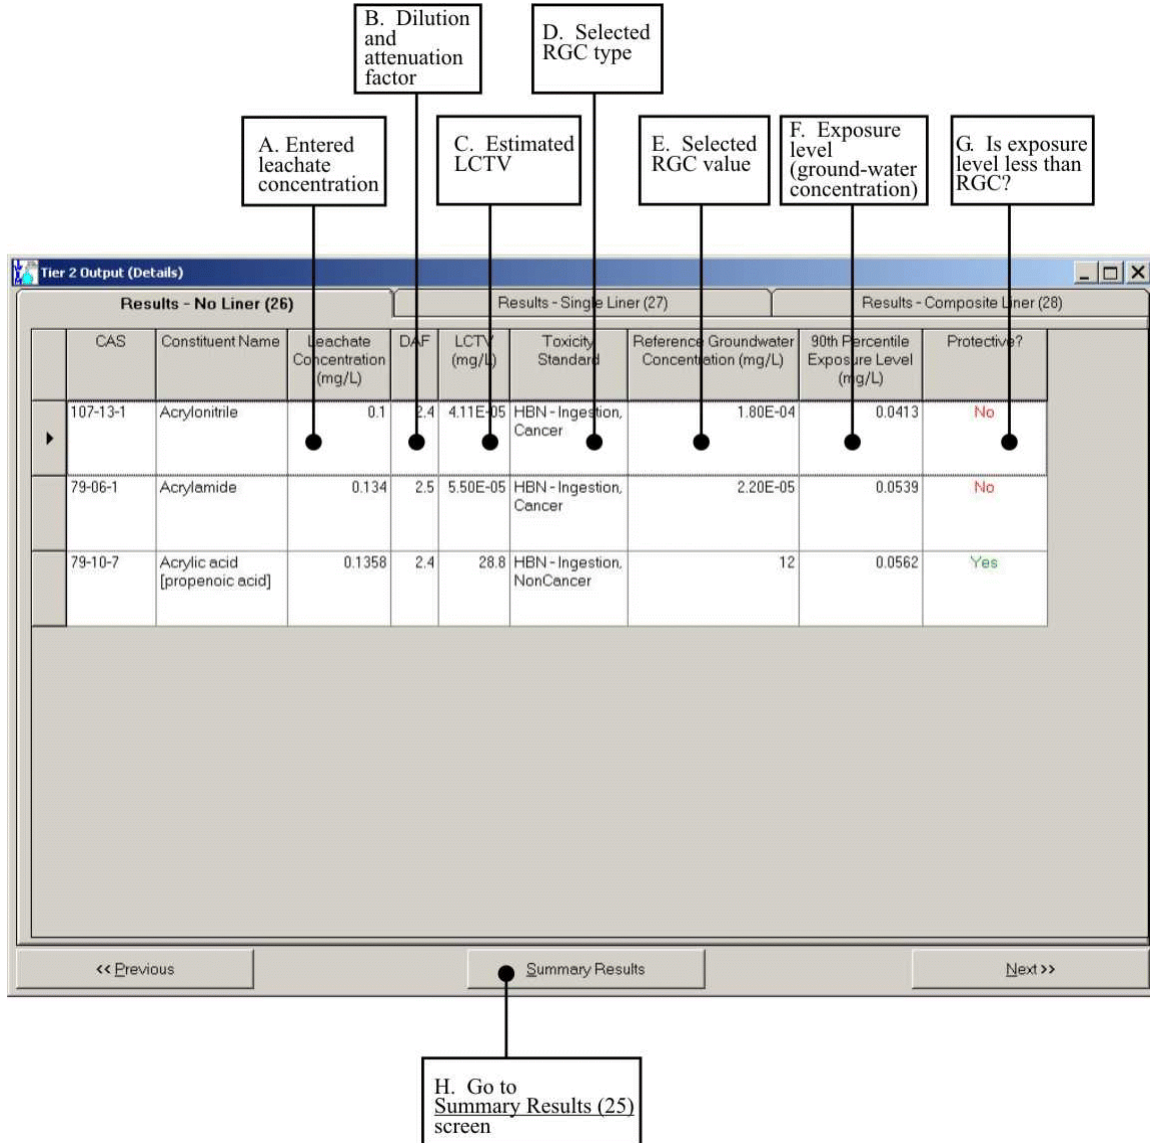 B. Dilution
and
attenuation
factor
D. Selected
RGC type
A. Entered
leachate
concentration
C. Estimated
LCTV
E. Selected
RGC value
F. Exposure
level
(ground-water
concentration)
G. Is exposure
level less than
RGC?
Tier 2 Output (Details)
Results - No Liner (26)
Results - Single Liner (27)
Results - Composite Liner (28)
CAS
Constituent Name
Leachate
Concentration
(mg/L)
DAF
LCTV
(mg/L)
Toxicity
Standard
Reference Groundwater
Concentration (mg/L)
90th Percentile
Exposure Level
(mg/L)
Protective?
107-13-1
Acrylonitrile
0.1
2.4
4.11E-05
HBN - Ingestion,
Cancer
1.80E-04
0.0413
No
79-06-1
Acrylamide
0.134
2.5
5.50E-05
HBN - Ingestion,
Cancer
2.20E-05
0.0539
No
79-10-7
Acrylic acid
[propenoic acid]
0.1358
2.4
28.8
HBN - Ingestion,
NonCancer
12
0.0562
Yes
<< Previous
Summary Results
Next >>
H. Go to
Summary Results (25)
screen